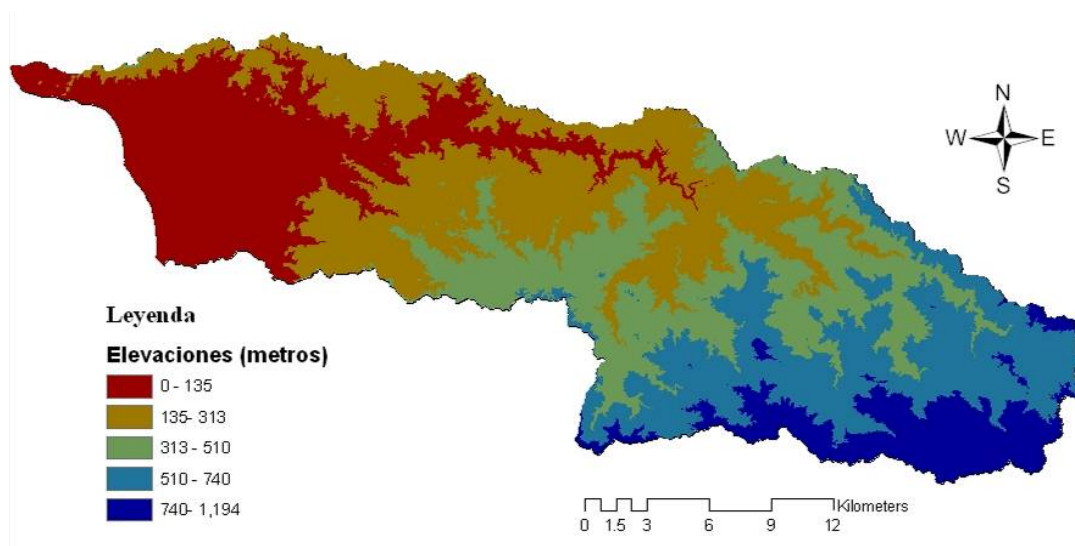 N
W E
S
Leyenda
Elevaciones (metros)
0 - 135
135- 313
313 - 510
510 - 740
740- 1,194
Kilometers
0 1.5 3 6 9 12